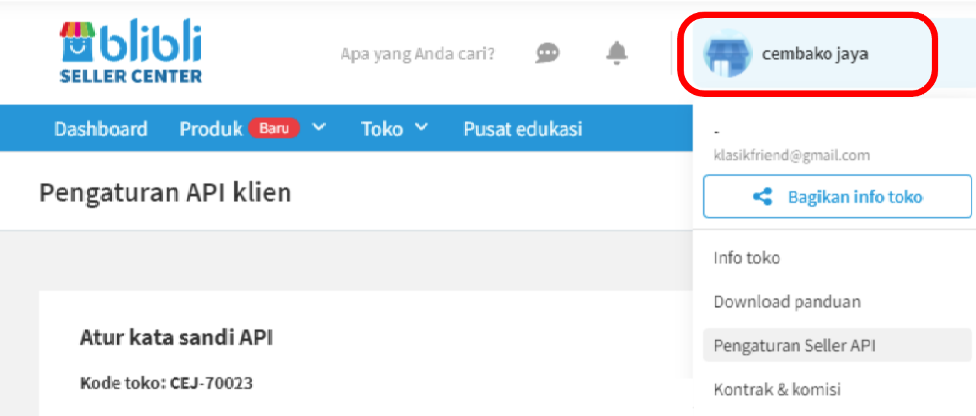 blibli
SELLER CENTER
Apa yang Anda cari?
cembako jaya
Dashboard Produk Baru Toko Pusat edukasi
-
klasikfriend@gmail.com
Bagikan info toko
Pengaturan API klien
Info toko
Download panduan
Pengaturan Seller API
Kontrak & komisi
Atur kata sandi API
Kode toko: CEJ-70023